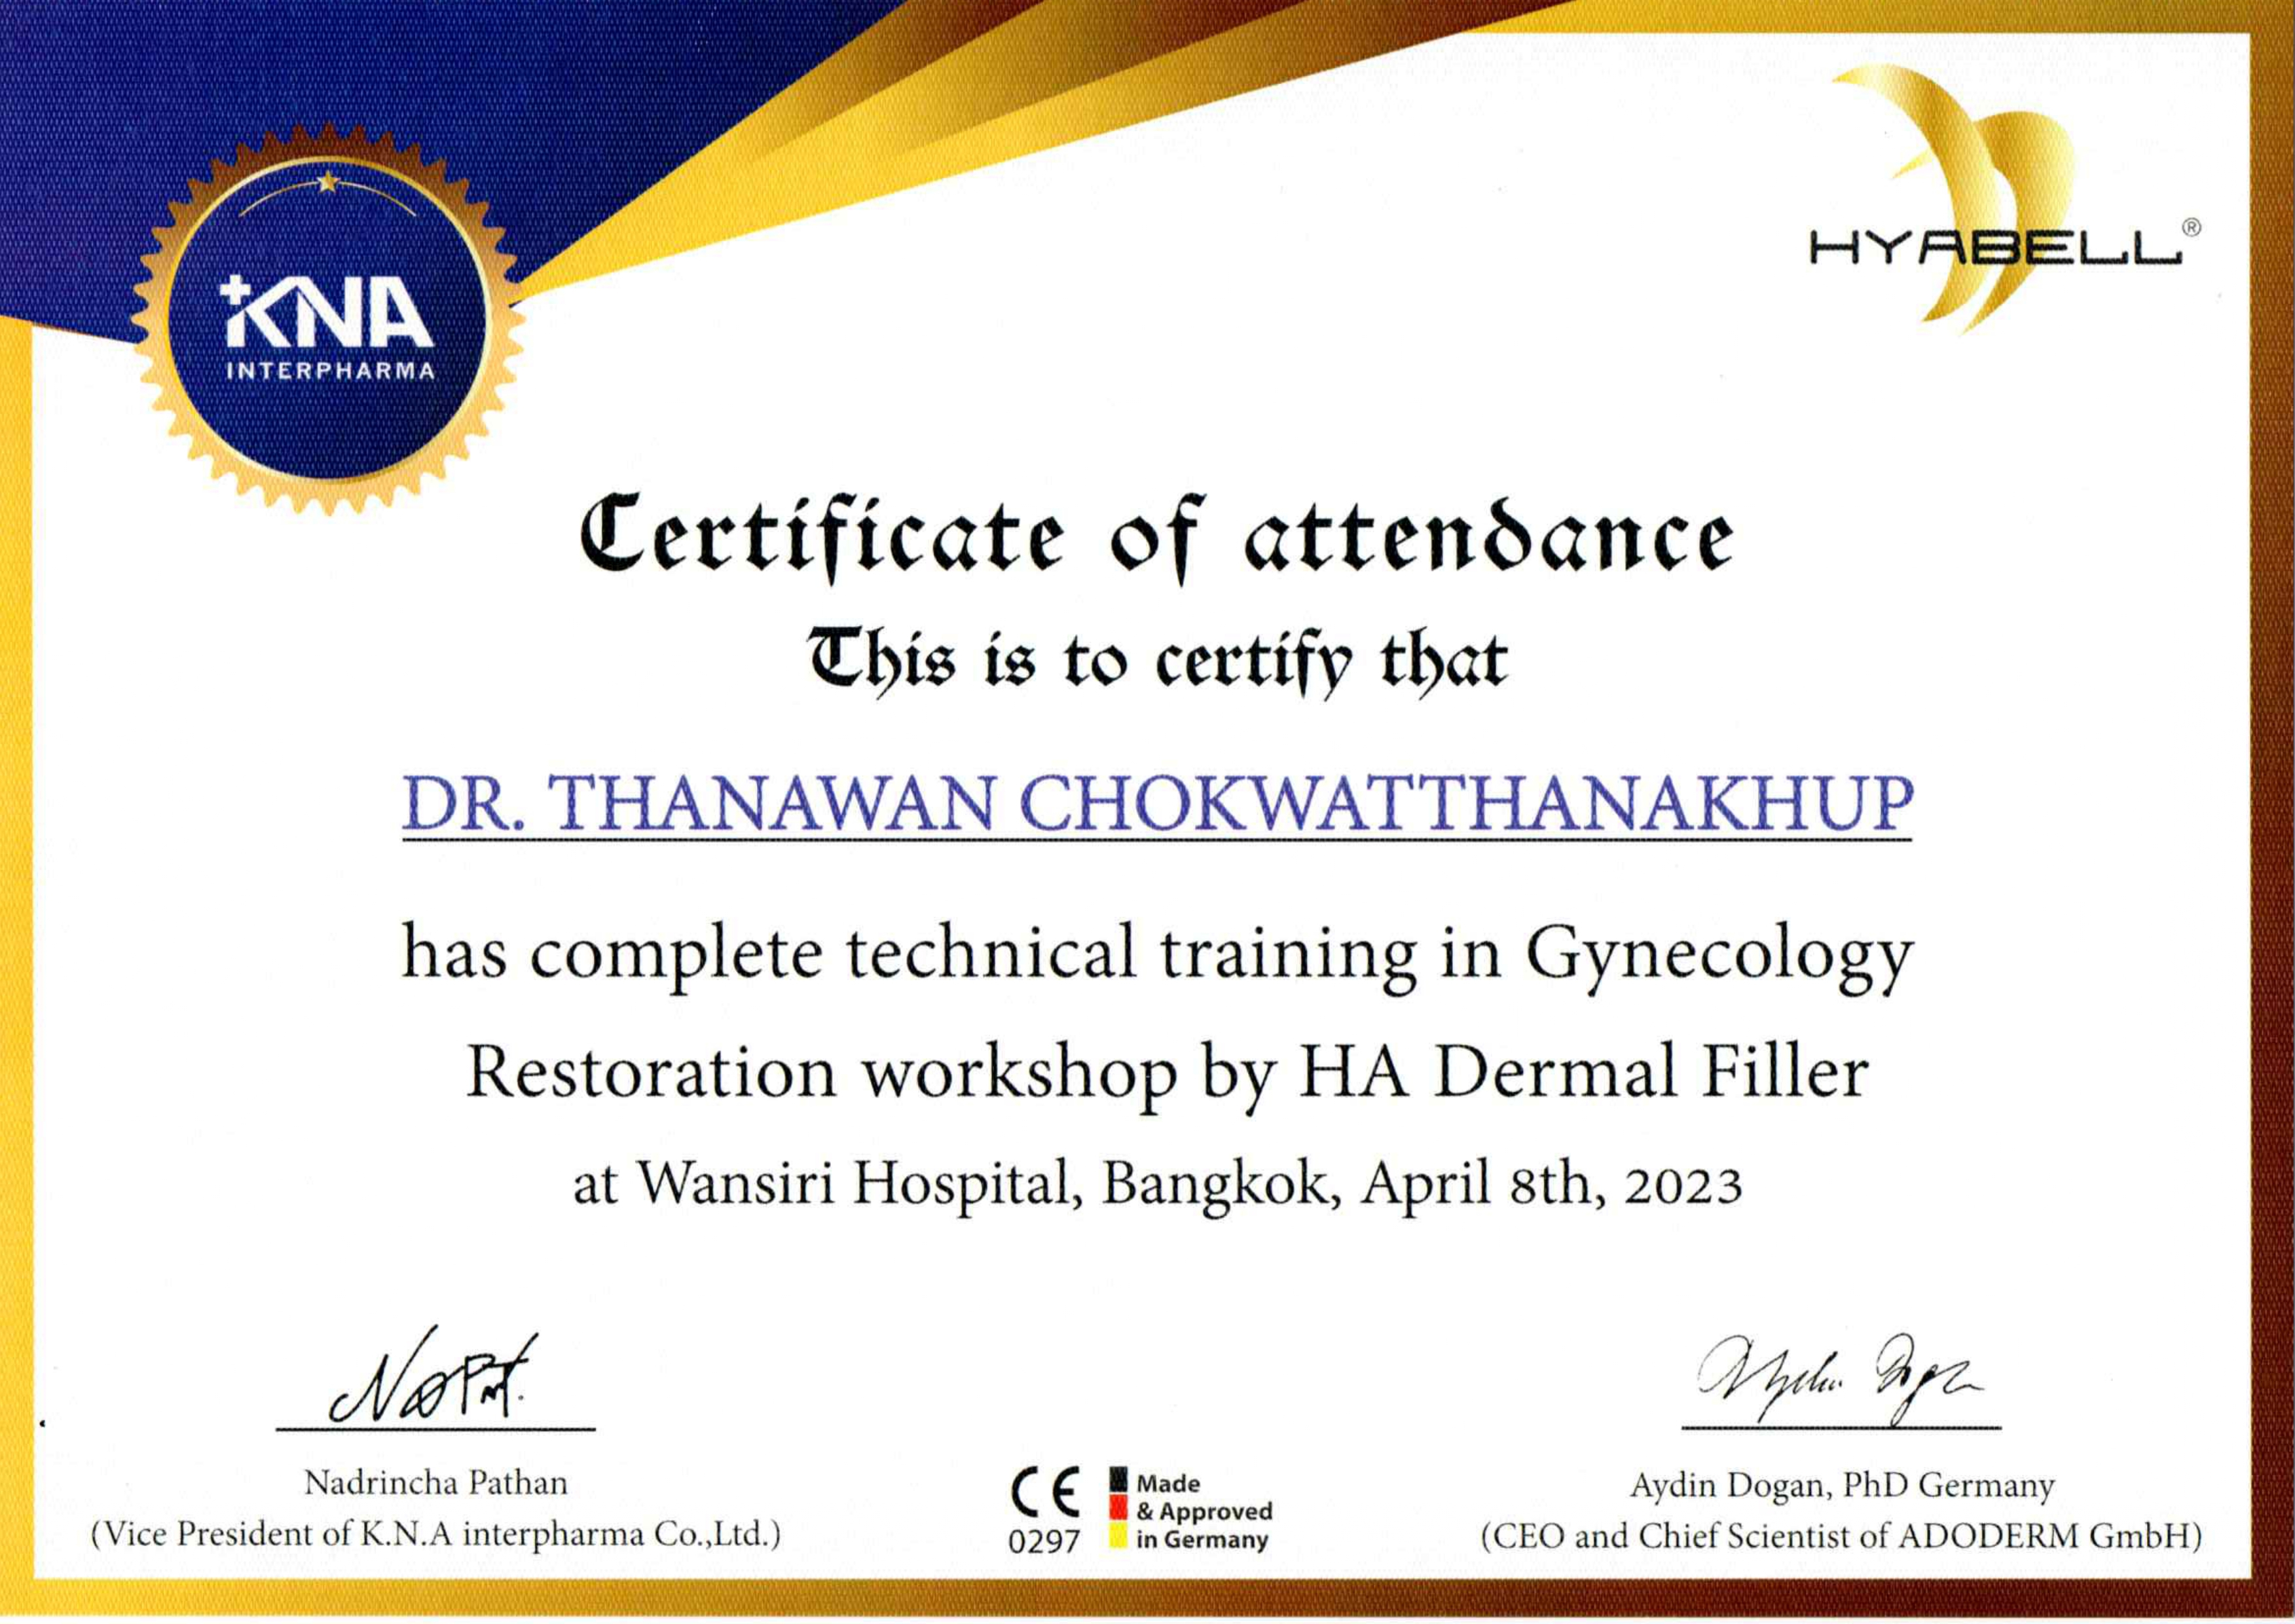 KNA
INTERPHARMA
HYABELL®
Certificate of attendance
This is to certify that
DR. THANAWAN CHOKWATTHANAKHUP
has complete technical training in Gynecology
Restoration workshop by HA Dermal Filler
at Wansiri Hospital, Bangkok, April 8th, 2023
Nadrincha Pathan
(Vice President of K.N.A interpharma Co.,Ltd.)
CE
0297
Made
& Approved
in Germany
Aydin Dogan, PhD Germany
(CEO and Chief Scientist of ADODERM GmbH)